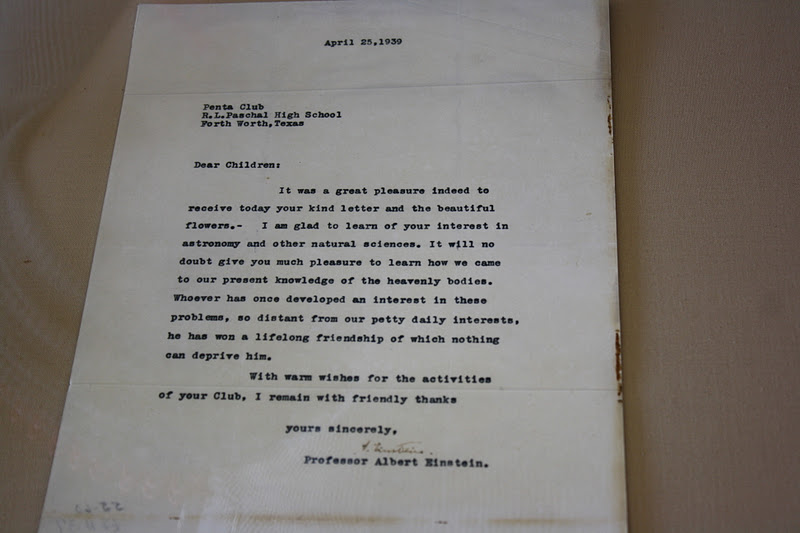 April 25,1939
Penta Club
R.L.Paschal High School
Forth Worth,Texas
Dear Children:
It was a great pleasure indeed to
receive today your kind letter and the beautiful
flowers.- I am glad to learn of your interest in
astronomy and other natural sciences. It will no
doubt give you much pleasure to learn how we came
to our present knowledge of the heavenly bodies.
Whoever has once developed an interest in these
problems, so distant from our petty daily interests,
he has won a lifelong friendship of which nothing
can deprive him.
With warm wishes for the activities
of your Club, I remain with friendly thanks
yours sincerely,
A. Einstein.
Professor Albert Einstein.